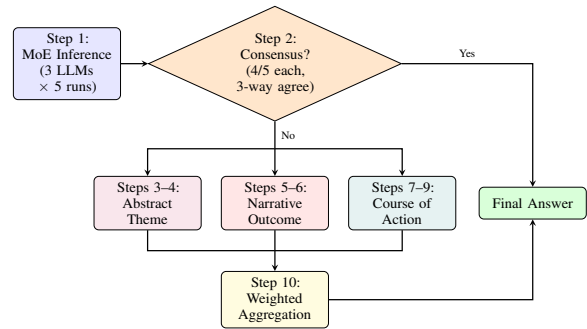 Step 1:
MoE Inference
(3 LLMs
× 5 runs)
Step 2:
Consensus?
(4/5 each,
3-way agree)
Yes
No
Steps 3–4:
Abstract
Theme
Steps 5–6:
Narrative
Outcome
Steps 7–9:
Course of
Action
Final Answer
Step 10:
Weighted
Aggregation